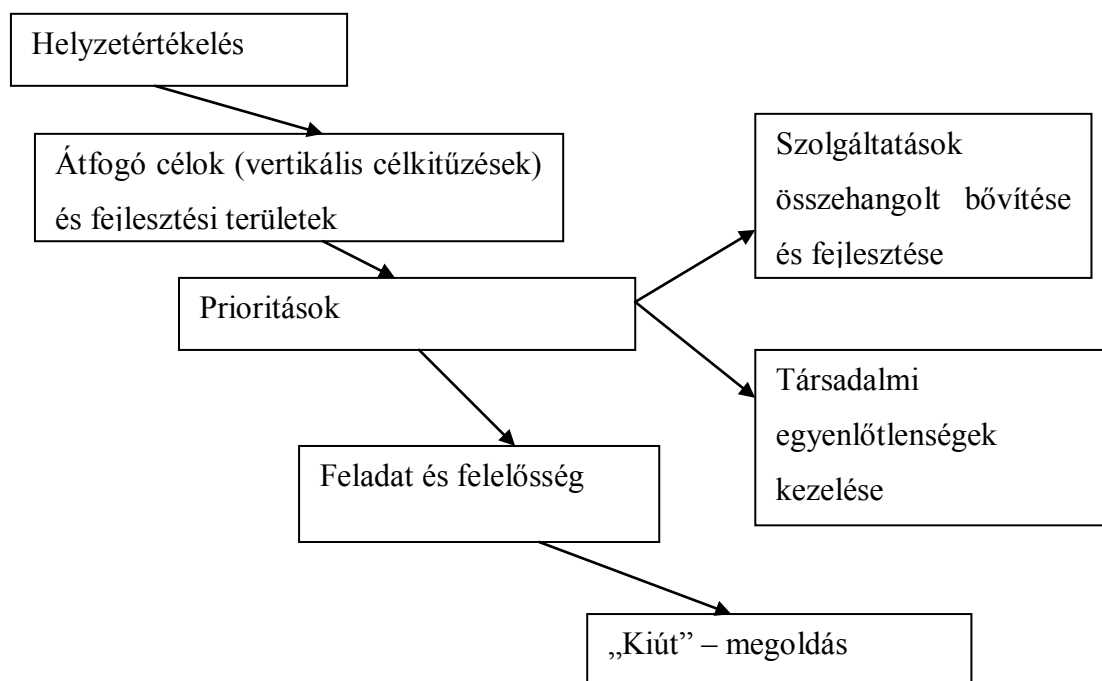 Helyzetértékelés
Átfogó célok (vertikális célkitűzések)
és fejlesztési területek
Szolgáltatások
összehangolt bővítése
és fejlesztése
Prioritások
Társadalmi
egyenlőtlenségek
kezelése
Feladat és felelősség
„Kiút” – megoldás